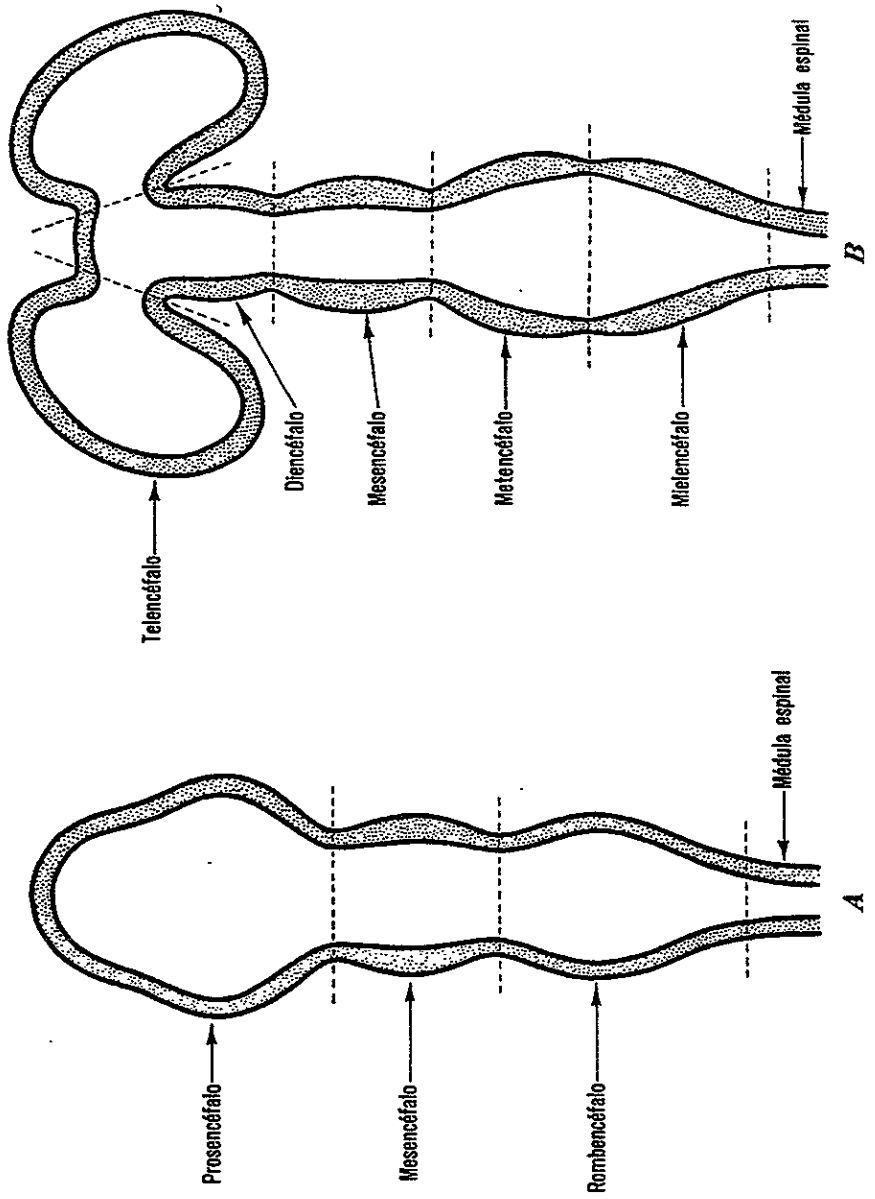 Prosencéfalo
Mesencéfalo
Rombencéfalo
Médula espinal
A
Telencéfalo
Diencéfalo
Mesencéfalo
Metencéfalo
Mielencéfalo
Médula espinal
B